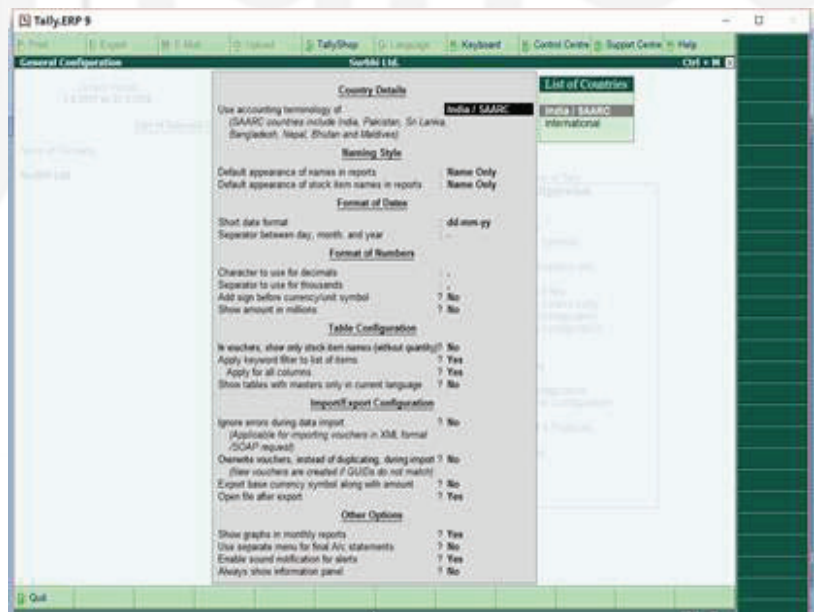 Tally.ERP 9
P: Print E: Export M: E-Mail O: Upload S: TallyShop G: Language K: Keyboard K: Control Centre S: Support Centre H: Help
General Configuration Surbhi Ltd. Ctrl + M
Country Details
Use accounting terminology of : India / SAARC
(SAARC countries include India, Pakistan, Sri Lanka,
Bangladesh, Nepal, Bhutan and Maldives)
Naming Style
Default appearance of names in reports : Name Only
Default appearance of stock item names in reports : Name Only
Format of Dates
Short date format : dd-mm-yy
Separator between day, month, and year : -
Format of Numbers
Character to use for decimals : .
Separator to use for thousands : ,
Add sign before currency/unit symbol ? No
Show amount in millions ? No
Table Configuration
In vouchers, show only stock item names (without quantity)? No
Apply keyword filter to list of items ? Yes
Apply for all columns ? Yes
Show tables with masters only in current language ? No
Import/Export Configuration
Ignore errors during data import ? No
(Applicable for importing vouchers in XML format
/SOAP request)
Overwrite vouchers, instead of duplicating, during import ? No
(New vouchers are created if GUIDs do not match)
Export base currency symbol along with amount ? No
Open file after export ? Yes
Other Options
Show graphs in monthly reports ? Yes
Use separate menu for final A/c statements ? No
Enable sound notification for alerts ? Yes
Always show information panel ? No
List of Countries
India / SAARC
International
Q: Quit